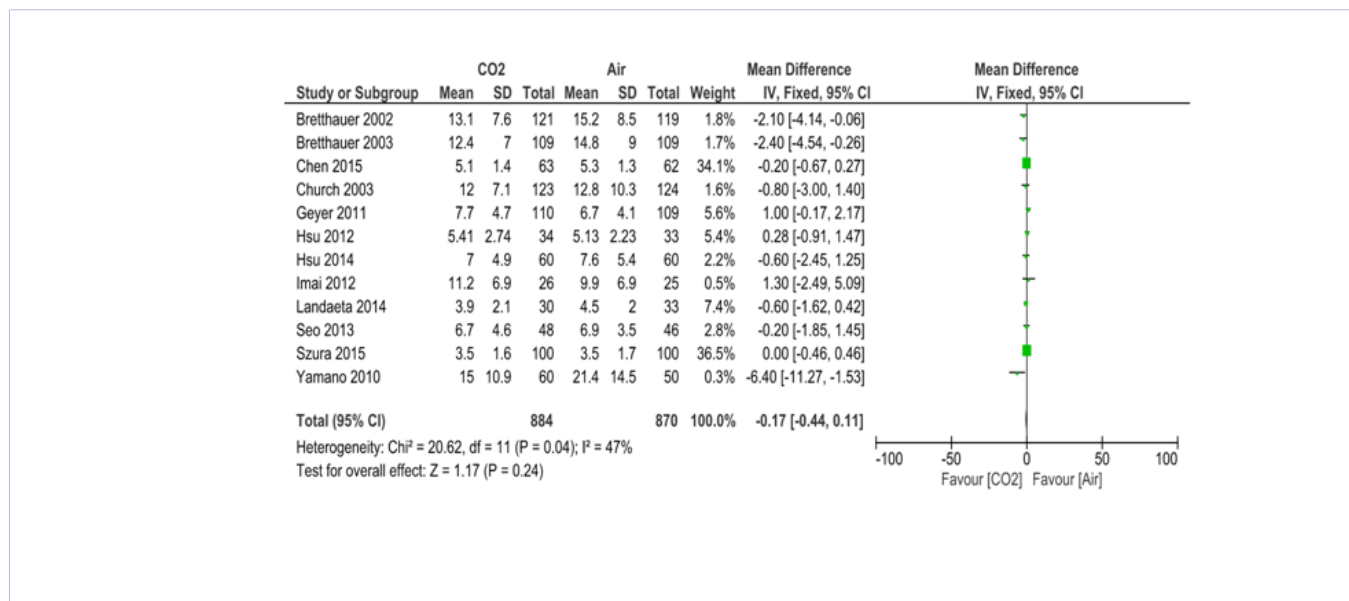 CO2 Air Mean Difference Mean Difference
Study or Subgroup Mean SD Total Mean SD Total Weight IV, Fixed, 95% CI IV, Fixed, 95% CI
Bretthauer 2002 13.1 7.6 121 15.2 8.5 119 1.8% -2.10 [-4.14, -0.06]
Bretthauer 2003 12.4 7 109 14.8 9 109 1.7% -2.40 [-4.54, -0.26]
Chen 2015 5.1 1.4 63 5.3 1.3 62 34.1% -0.20 [-0.67, 0.27]
Church 2003 12 7.1 123 12.8 10.3 124 1.6% -0.80 [-3.00, 1.40]
Geyer 2011 7.7 4.7 110 6.7 4.1 109 5.6% 1.00 [-0.17, 2.17]
Hsu 2012 5.41 2.74 34 5.13 2.23 33 5.4% 0.28 [-0.91, 1.47]
Hsu 2014 7 4.9 60 7.6 5.4 60 2.2% -0.60 [-2.45, 1.25]
Imai 2012 11.2 6.9 26 9.9 6.9 25 0.5% 1.30 [-2.49, 5.09]
Landaeta 2014 3.9 2.1 30 4.5 2 33 7.4% -0.60 [-1.62, 0.42]
Seo 2013 6.7 4.6 48 6.9 3.5 46 2.8% -0.20 [-1.85, 1.45]
Szura 2015 3.5 1.6 100 3.5 1.7 100 36.5% 0.00 [-0.46, 0.46]
Yamano 2010 15 10.9 60 21.4 14.5 50 0.3% -6.40 [-11.27, -1.53]
Total (95% CI) 884 870 100.0% -0.17 [-0.44, 0.11]
Heterogeneity: Chi² = 20.62, df = 11 (P = 0.04); I² = 47%
Test for overall effect: Z = 1.17 (P = 0.24)
-100 -50 0 50 100
Favour [CO2] Favour [Air]